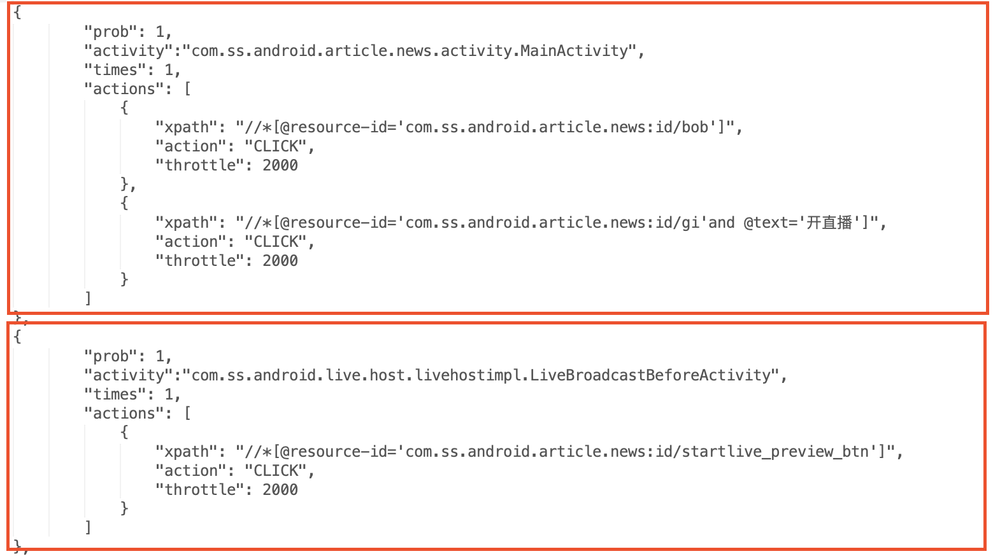 {
"prob": 1,
"activity":"com.ss.android.article.news.activity.MainActivity",
"times": 1,
"actions": [
{
"xpath": "//*[@resource-id='com.ss.android.article.news:id/bob']",
"action": "CLICK",
"throttle": 2000
},
{
"xpath": "//*[@resource-id='com.ss.android.article.news:id/gi'and @text='开直播']",
"action": "CLICK",
"throttle": 2000
}
]
},
{
"prob": 1,
"activity":"com.ss.android.live.host.livehostimpl.LiveBroadcastBeforeActivity",
"times": 1,
"actions": [
{
"xpath": "//*[@resource-id='com.ss.android.article.news:id/startlive_preview_btn']",
"action": "CLICK",
"throttle": 2000
}
]
},